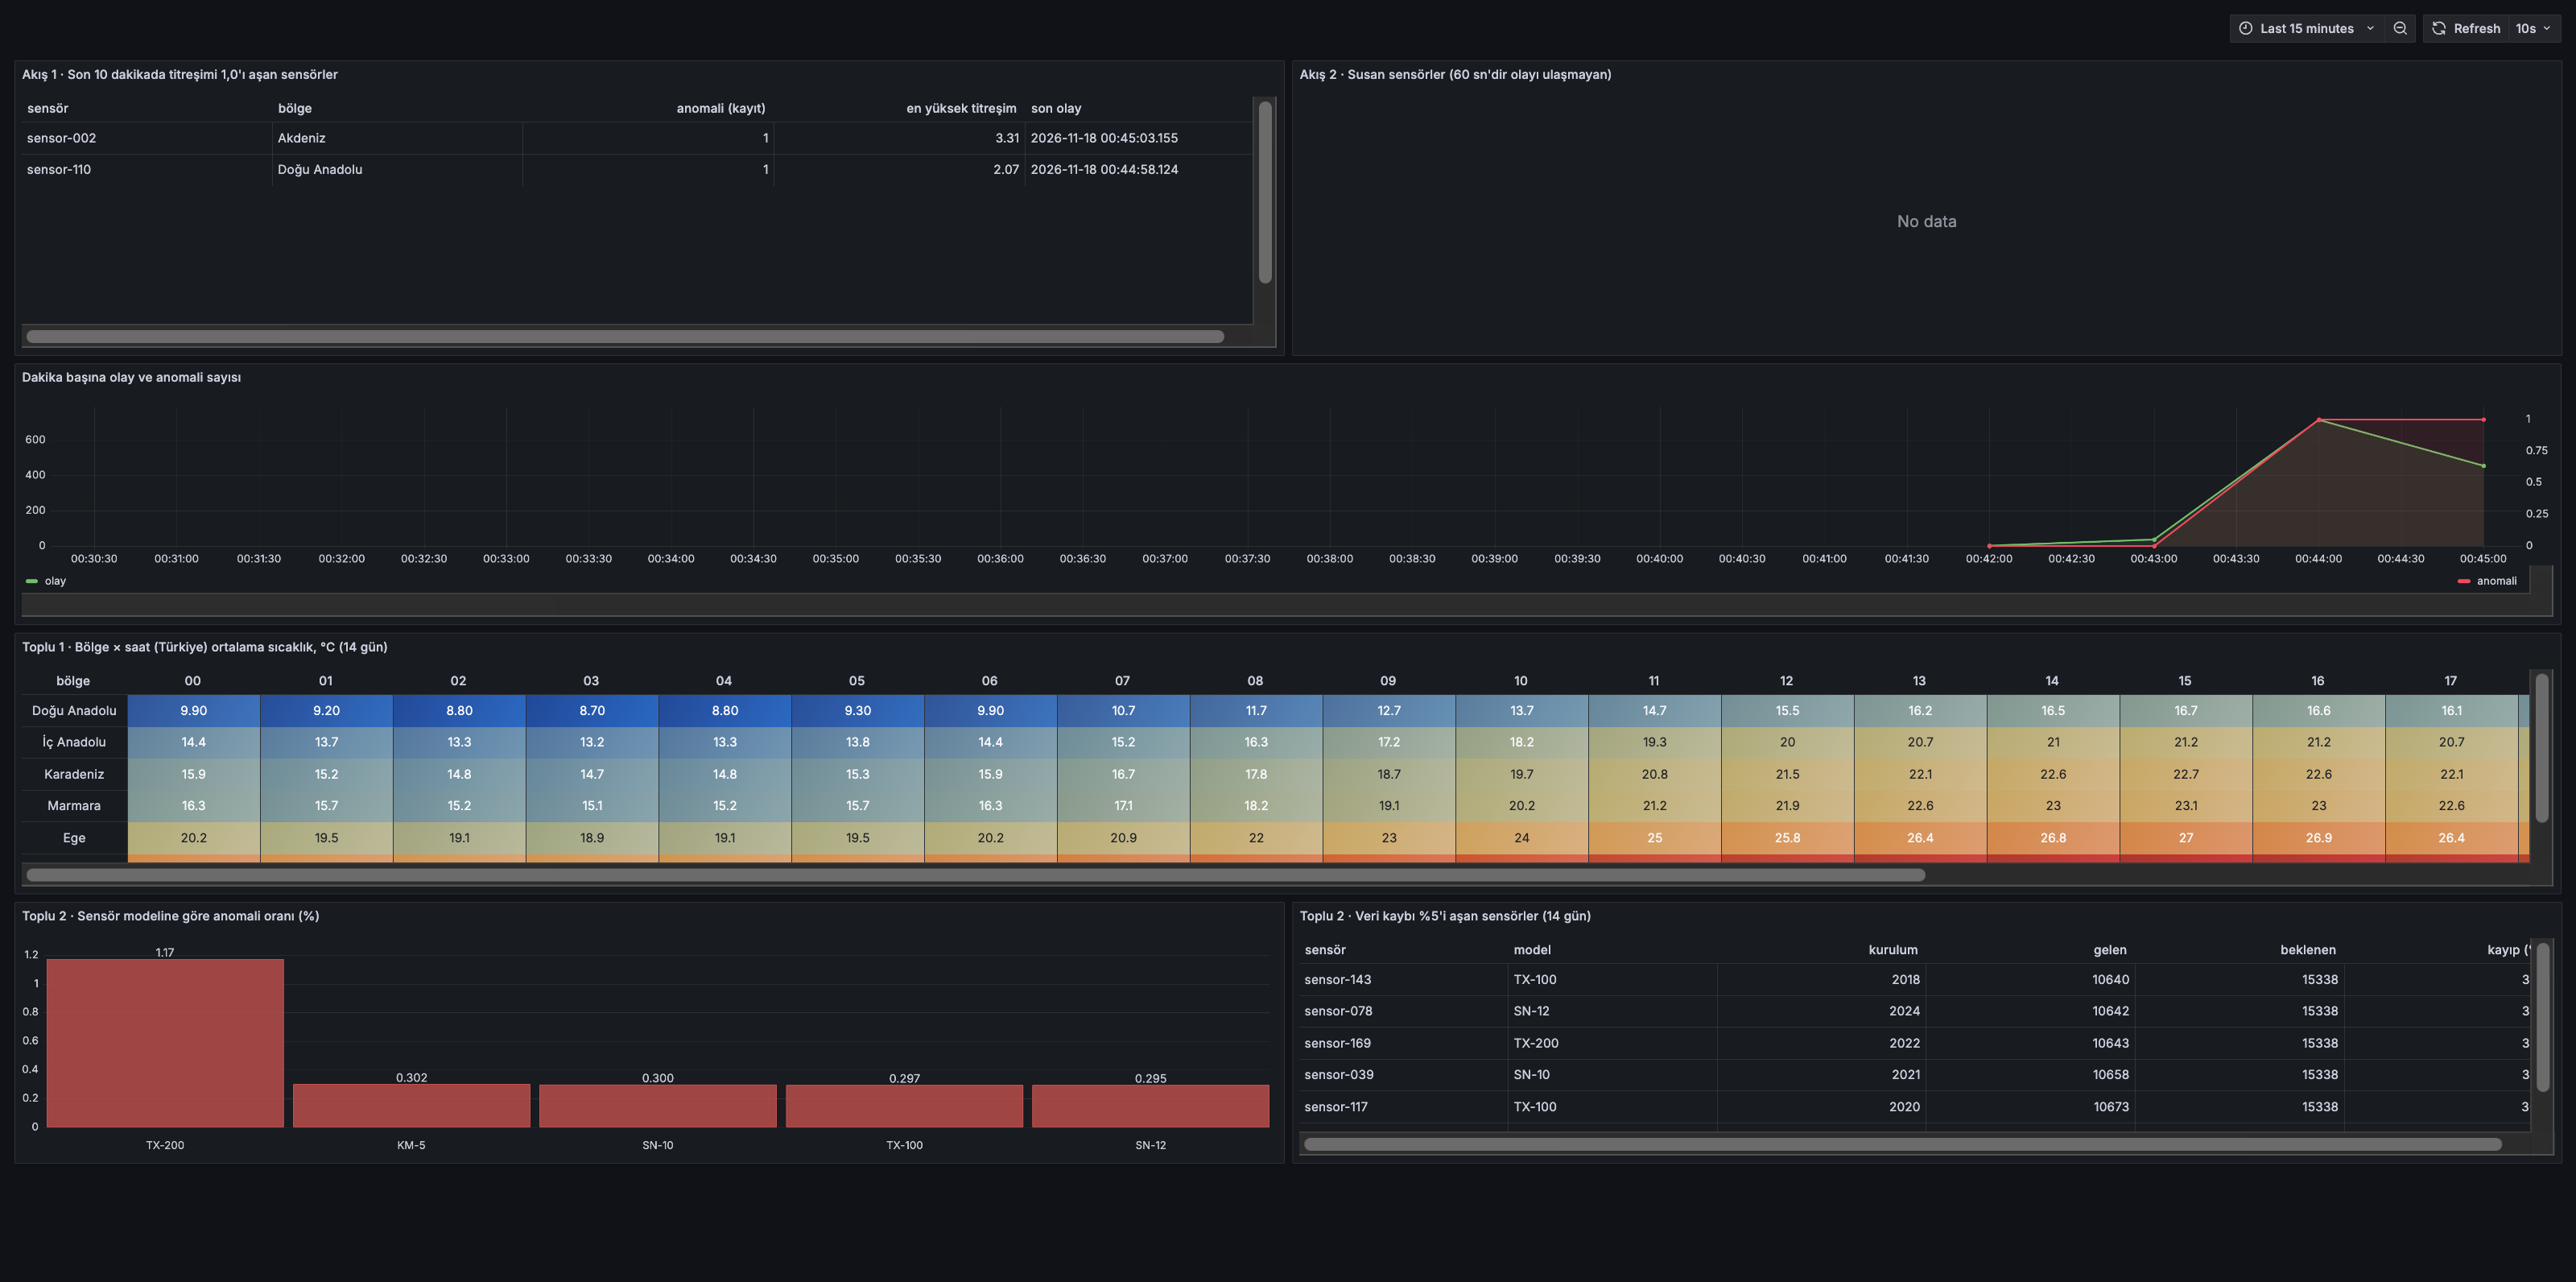 Last 15 minutes Refresh 10s
Akış 1 · Son 10 dakikada titreşimi 1,0'ı aşan sensörler
sensör bölge anomali (kayıt) en yüksek titreşim son olay
sensor-002 Akdeniz 1 3.31 2026-11-18 00:45:03.155
sensor-110 Doğu Anadolu 1 2.07 2026-11-18 00:44:58.124
Akış 2 · Susan sensörler (60 sn'dir olayı ulaşmayan)
No data
Dakika başına olay ve anomali sayısı
600 1
400 0.75
200 0.5
0 0.25
0
00:30:30 00:31:00 00:31:30 00:32:00 00:32:30 00:33:00 00:33:30 00:34:00 00:34:30 00:35:00 00:35:30 00:36:00 00:36:30 00:37:00 00:37:30 00:38:00 00:38:30 00:39:00 00:39:30 00:40:00 00:40:30 00:41:00 00:41:30 00:42:00 00:42:30 00:43:00 00:43:30 00:44:00 00:44:30 00:45:00
olay anomali
Toplu 1 · Bölge × saat (Türkiye) ortalama sıcaklık, °C (14 gün)
bölge 00 01 02 03 04 05 06 07 08 09 10 11 12 13 14 15 16 17
Doğu Anadolu 9.90 9.20 8.80 8.70 8.80 9.30 9.90 10.7 11.7 12.7 13.7 14.7 15.5 16.2 16.5 16.7 16.6 16.1
İç Anadolu 14.4 13.7 13.3 13.2 13.3 13.8 14.4 15.2 16.3 17.2 18.2 19.3 20 20.7 21 21.2 21.2 20.7
Karadeniz 15.9 15.2 14.8 14.7 14.8 15.3 15.9 16.7 17.8 18.7 19.7 20.8 21.5 22.1 22.6 22.7 22.6 22.1
Marmara 16.3 15.7 15.2 15.1 15.2 15.7 16.3 17.1 18.2 19.1 20.2 21.2 21.9 22.6 23 23.1 23 22.6
Ege 20.2 19.5 19.1 18.9 19.1 19.5 20.2 20.9 22 23 24 25 25.8 26.4 26.8 27 26.9 26.4
Toplu 2 · Sensör modeline göre anomali oranı (%)
1.2
1
0.8
0.6
0.4
0.2
0
1.17 0.302 0.300 0.297 0.295
TX-200 KM-5 SN-10 TX-100 SN-12
Toplu 2 · Veri kaybı %5'i aşan sensörler (14 gün)
sensör model kurulum gelen beklenen kayıp (
sensor-143 TX-100 2018 10640 15338 3
sensor-078 SN-12 2024 10642 15338 3
sensor-169 TX-200 2022 10643 15338 3
sensor-039 SN-10 2021 10658 15338 3
sensor-117 TX-100 2020 10673 15338 3